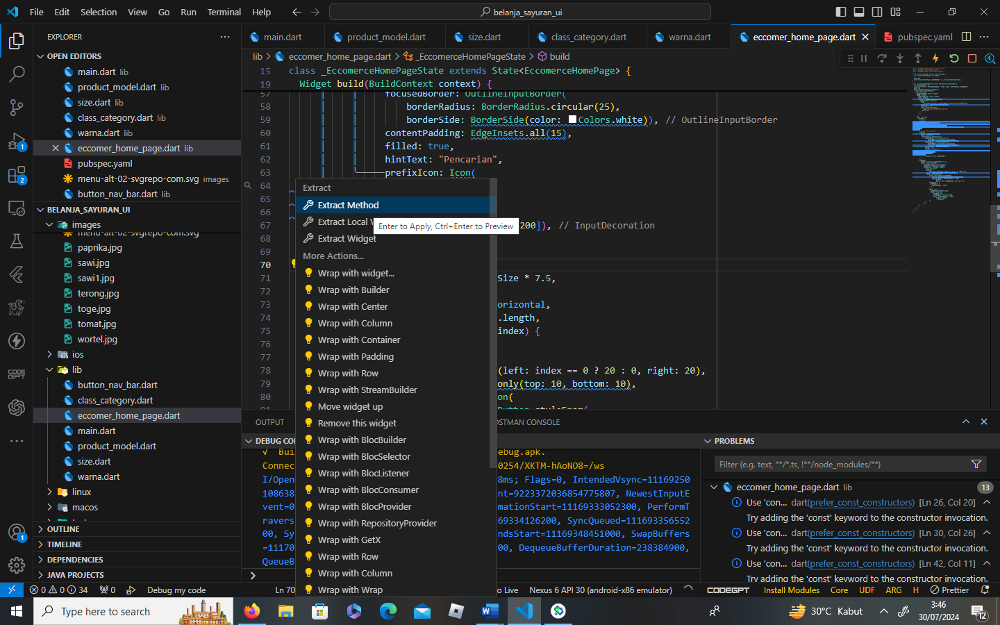 File Edit Selection View Go Run Terminal Help
belanja_sayuran_ui
EXPLORER
main.dart
product_model.dart
size.dart
class_category.dart
warna.dart
eccomer_home_page.dart
pubspec.yaml
OPEN EDITORS
main.dart lib
product_model.dart lib
size.dart lib
class_category.dart lib
warna.dart lib
eccomer_home_page.dart lib
pubspec.yaml
menu-alt-02-svgrepo-com.svg images
button_nav_bar.dart lib
BELANJA_SAYURAN_UI
images
menu-alt-02-svgrepo-com.svg
paprika.jpg
sawi.jpg
sawi1.jpg
terong.jpg
toge.jpg
tomat.jpg
wortel.jpg
ios
lib
button_nav_bar.dart
class_category.dart
eccomer_home_page.dart
main.dart
product_model.dart
size.dart
warna.dart
linux
macos
OUTLINE
TIMELINE
DEPENDENCIES
JAVA PROJECTS
1
2
CODE
GPT
1
lib > eccomer_home_page.dart > _EccomerceHomePageState > build
15 class _EccomerceHomePageState extends State<EccomerceHomePage> {
19 Widget build(BuildContext context) {
57 focusedBorder: OutlineInputBorder(
58 borderRadius: BorderRadius.circular(25),
59 borderSide: BorderSide(color: Colors.white)), // OutlineInputBorder
60 contentPadding: EdgeInsets.all(15),
61 filled: true,
62 hintText: "Pencarian",
63 prefixIcon: Icon(
64
65
66
67 200]), // InputDecoration
68
69
70
71 Size * 7.5,
72
73 orizontal,
74 .length,
75 index) {
76
77
78 (left: index == 0 ? 20 : 0, right: 20),
79 only(top: 10, bottom: 10),
80 on(
Extract
Extract Method
Extract Local V
Enter to Apply, Ctrl+Enter to Preview
Extract Widget
More Actions...
Wrap with widget...
Wrap with Builder
Wrap with Center
Wrap with Column
Wrap with Container
Wrap with Padding
Wrap with Row
Wrap with StreamBuilder
Move widget up
Remove this widget
Wrap with BlocBuilder
Wrap with BlocSelector
Wrap with BlocListener
Wrap with BlocConsumer
Wrap with BlocProvider
Wrap with RepositoryProvider
Wrap with GetX
Wrap with Row
Wrap with Column
Wrap with Wrap
OUTPUT
OSTMAN CONSOLE
DEBUG CO
√ Bui ebug.apk.
Connec 0254/XKTM-hAoNO8=/ws
I/Open 8ms; Flags=0, IntendedVsync=11169250
108638 nt=9223372036854775807, NewestInputE
vent=0 mationStart=11169333052300, PerformT
ravers 69334126200, SyncQueued=111693356552
00, Sy ndsStart=11169348451000, SwapBuffers
=11170 00, DequeueBufferDuration=238384900,
QueueB
PROBLEMS
Filter (e.g. text, **/*.ts, !**/node_modules/**)
eccomer_home_page.dart lib 13
Use 'con... dart(prefer_const_constructors) [Ln 26, Col 20]
Try adding the 'const' keyword to the constructor invocation.
Use 'con... dart(prefer_const_constructors) [Ln 30, Col 26]
Try adding the 'const' keyword to the constructor invocation.
Use 'con... dart(prefer_const_constructors) [Ln 42, Col 11]
Try adding the 'const' keyword to the constructor invocation.
0 0 34 0 Debug my code Ln 70 o Live Nexus 6 API 30 (android-x86 emulator) CODEGPT Install Modules Core UDF ARG H Prettier
Type here to search
30°C Kabut
3:46
30/07/2024
12